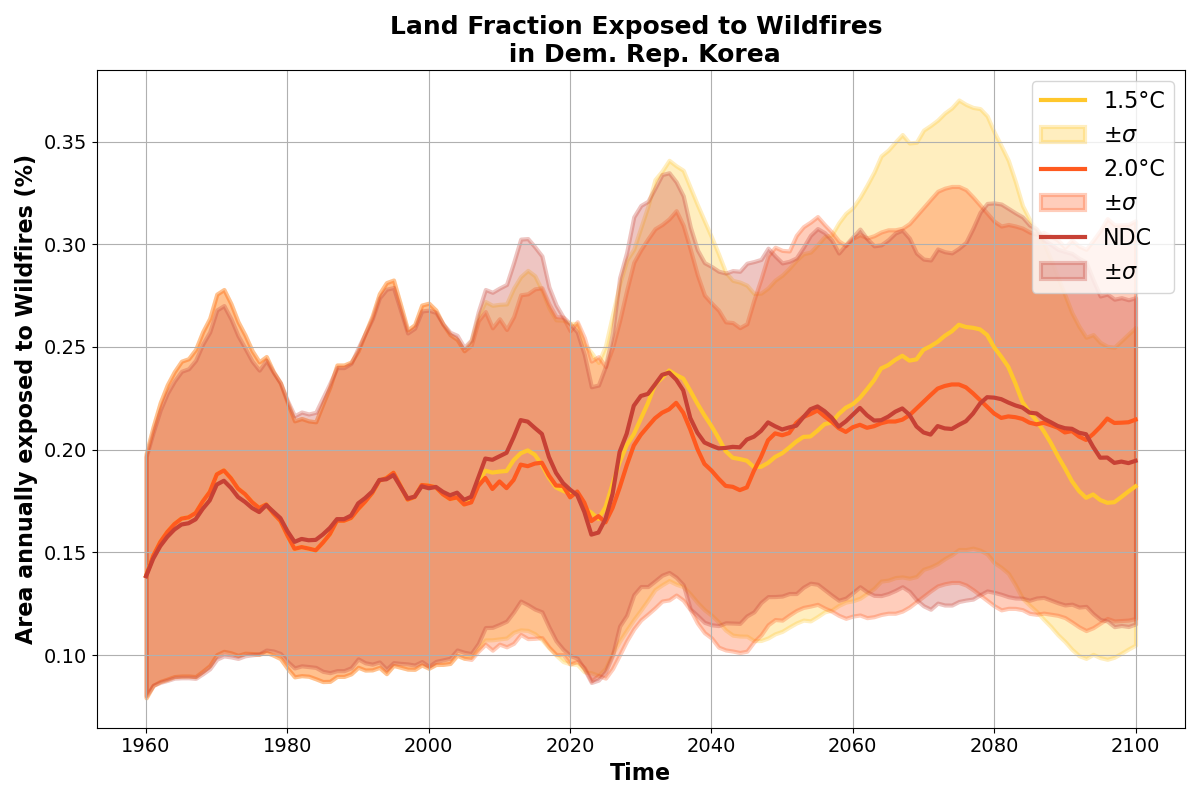 Land Fraction Exposed to Wildfires
in Dem. Rep. Korea
Area annually exposed to Wildfires (%)
0.35
0.30
0.25
0.20
0.15
0.10
1.5°C
±σ
2.0°C
±σ
NDC
±σ
1960 1980 2000 2020 2040 2060 2080 2100
Time